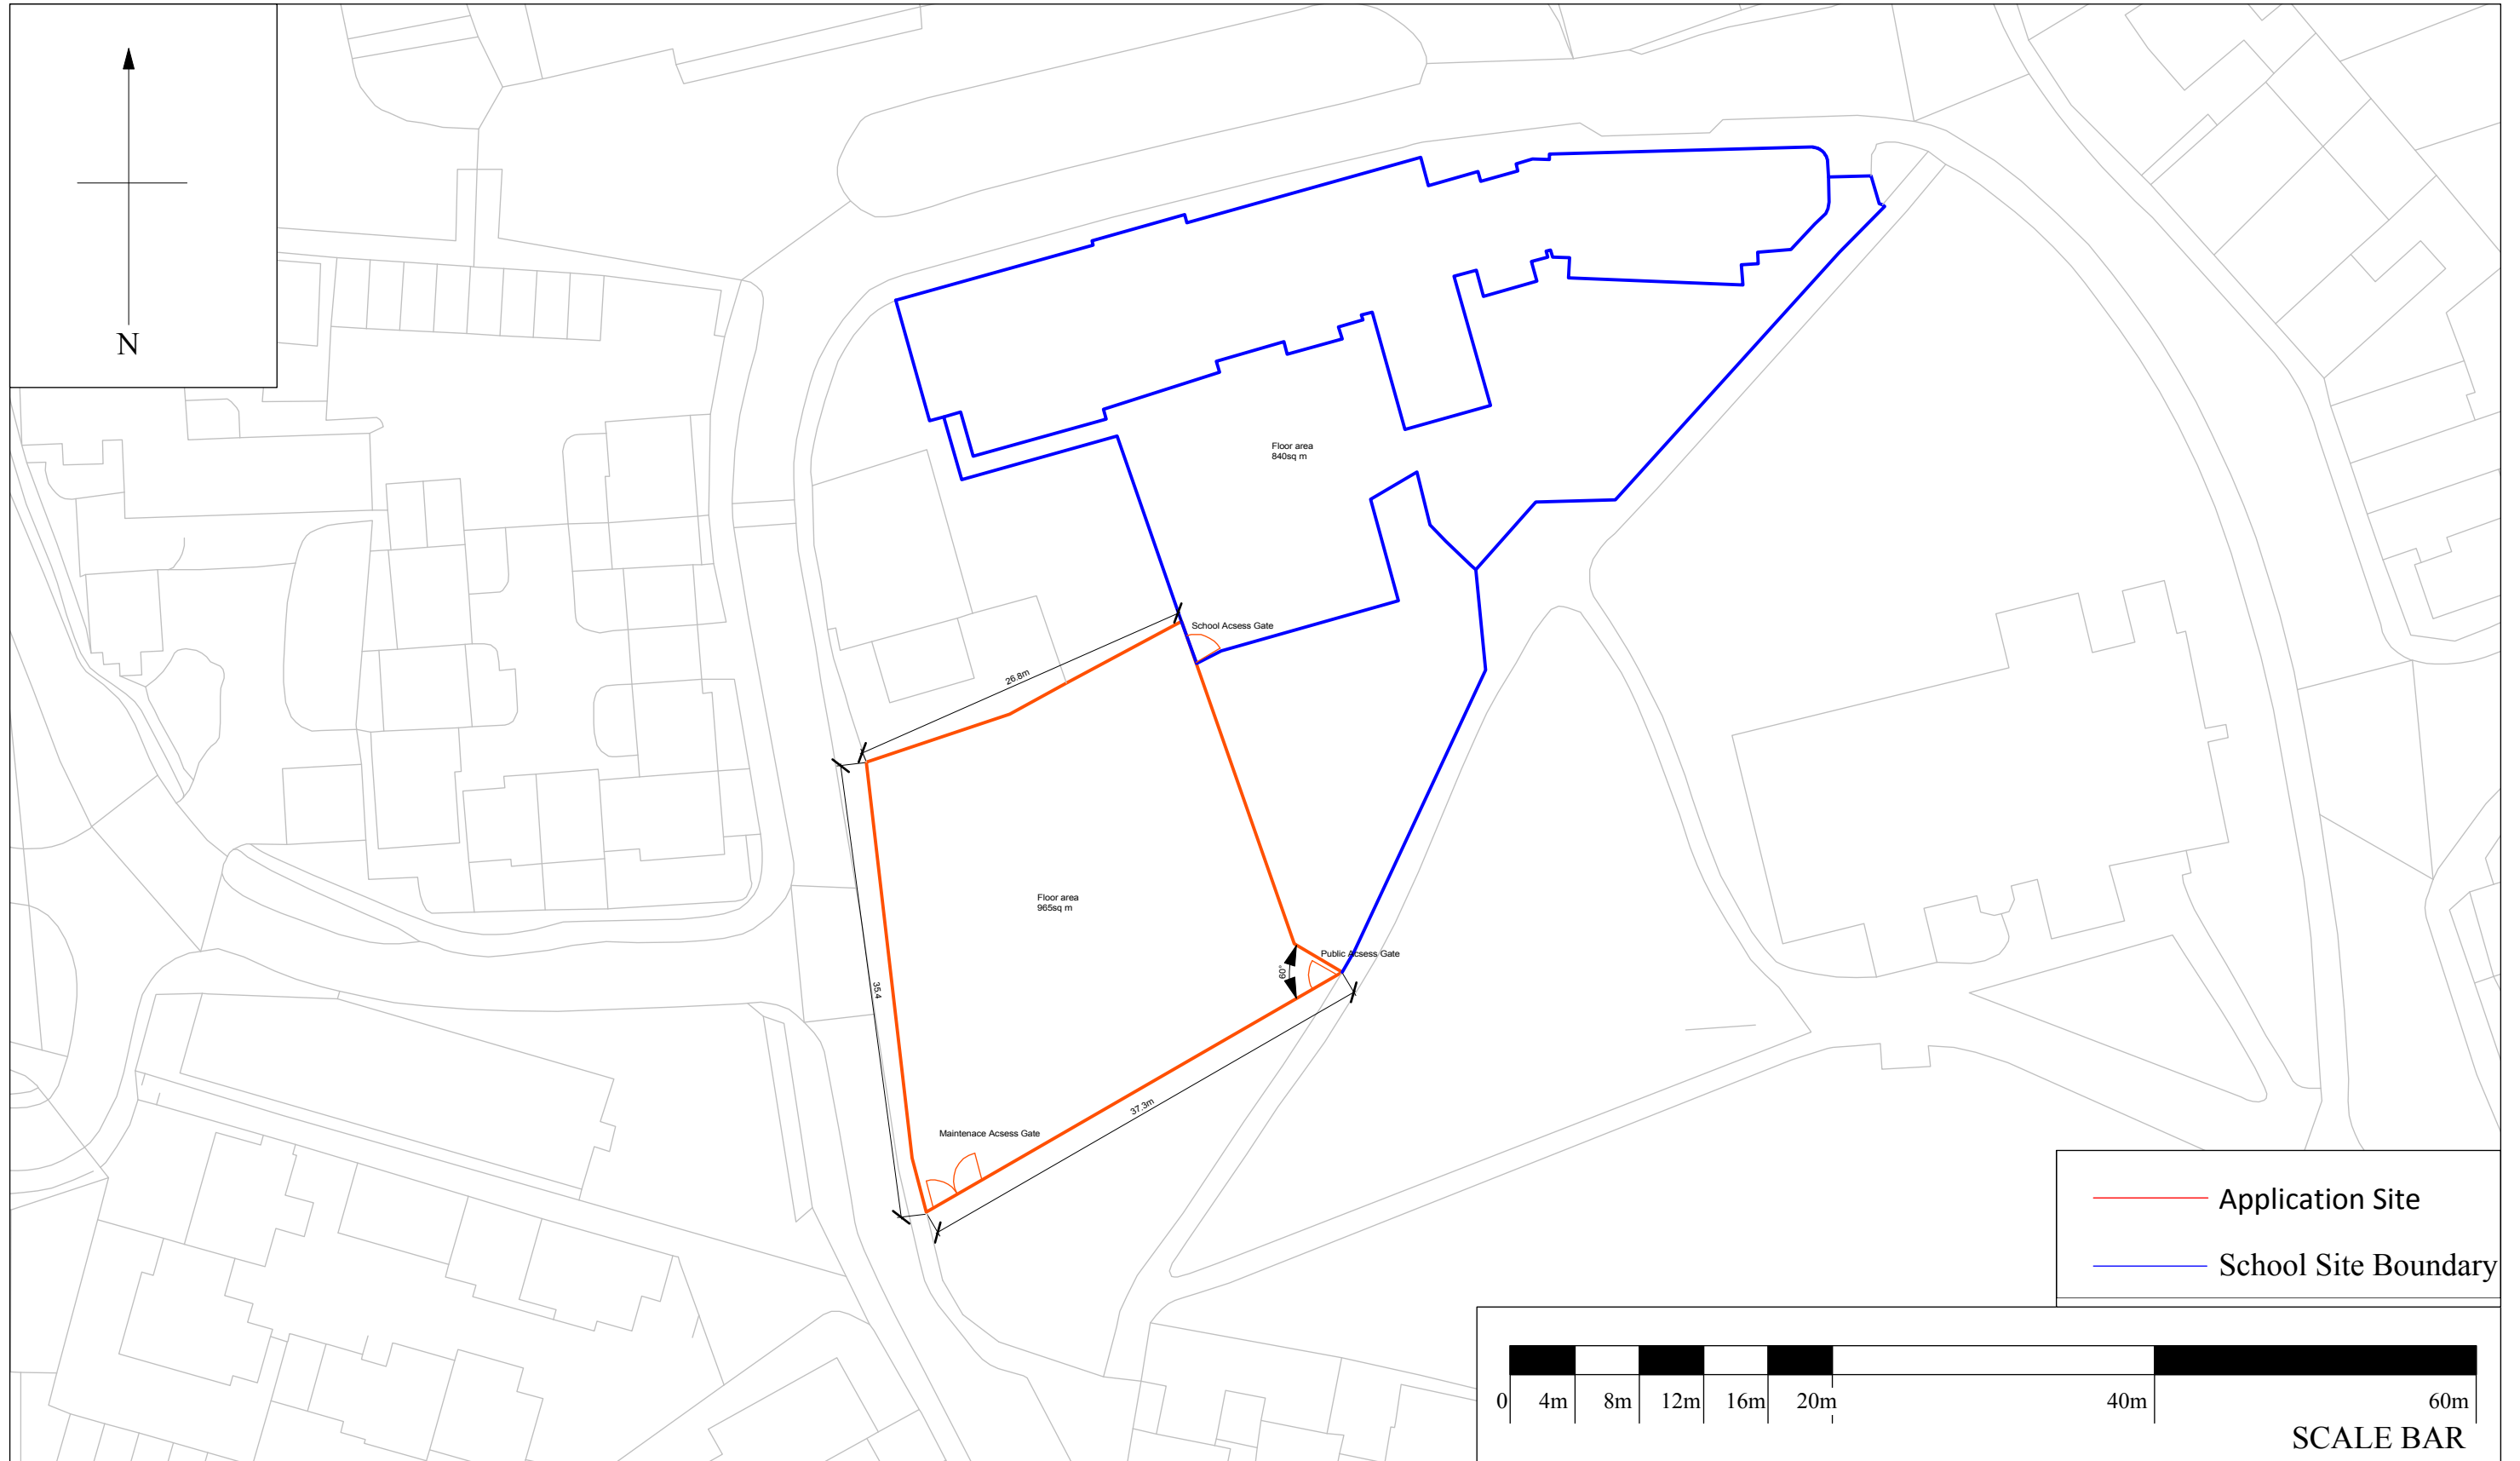 N
Floor area
840sq m
School Acsess Gate
26.8m
Floor area
965sq m
Public Acsess Gate
60°
35.4
37.3m
Maintenace Acsess Gate
Application Site
School Site Boundary
0 4m 8m 12m 16m 20m 40m 60m
SCALE BAR